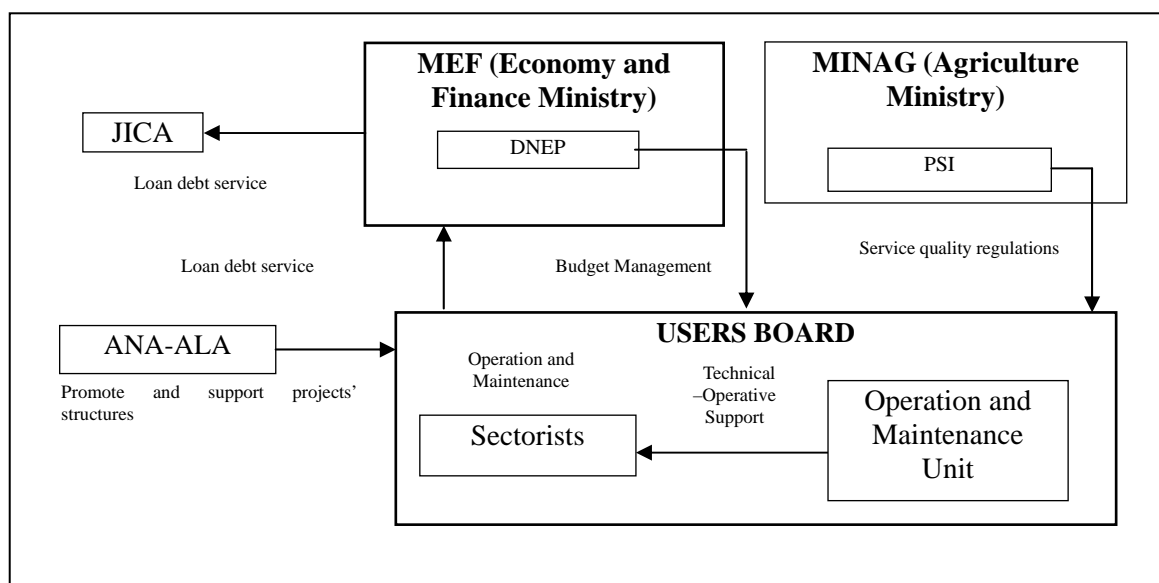 MEF (Economy and
Finance Ministry)
DNEP
MINAG (Agriculture
Ministry)
PSI
JICA
Loan debt service
Loan debt service
Budget Management
Service quality regulations
ANA-ALA
Promote and support projects’
structures
USERS BOARD
Operation and
Maintenance
Technical
–Operative
Support
Sectorists
Operation and
Maintenance
Unit